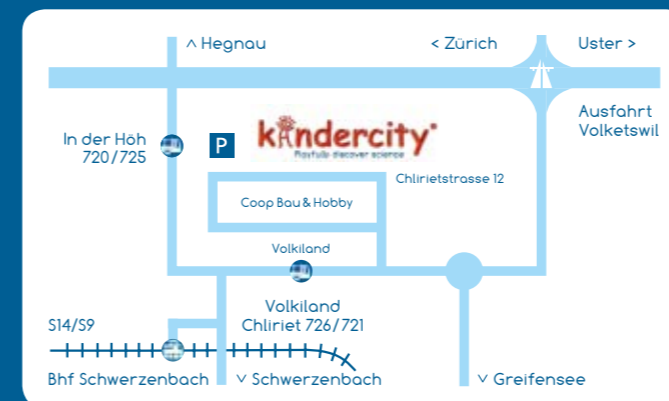 ^ Hegnau
< Zürich
Uster >
Ausfahrt
Volketswil
In der Höh
720/725
P
kindercity
Playfully discover science
Chlirietstrasse 12
Coop Bau & Hobby
Volkiland
Volkiland
Chliriet 726/721
S14/S9
Bhf Schwerzenbach
v Schwerzenbach
v Greifensee